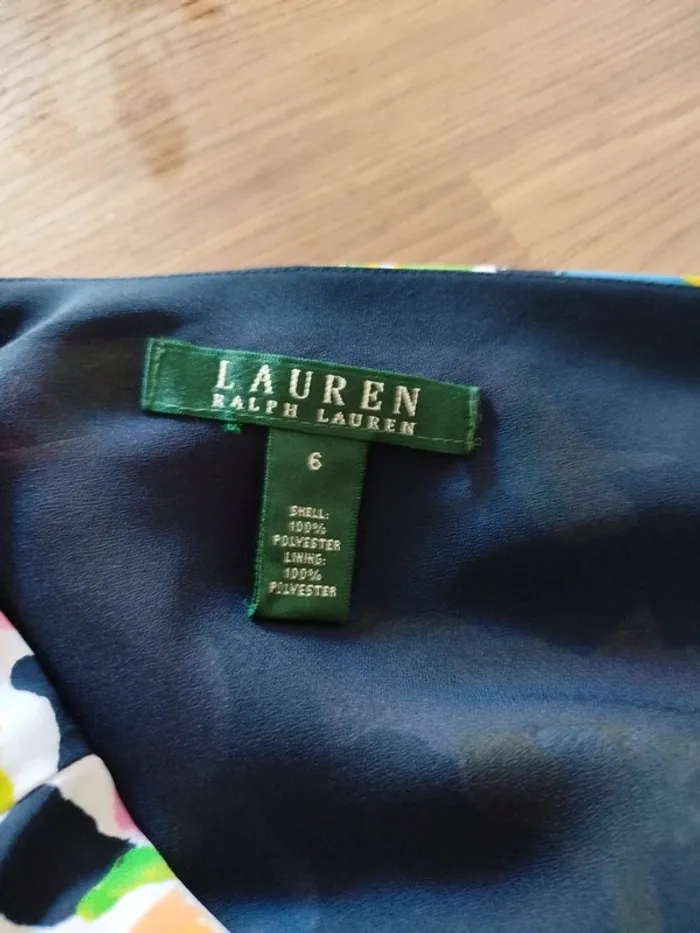 LAUREN
RALPH LAUREN
6
SHELL:
100%
POLYESTER
LINING:
100%
POLYESTER